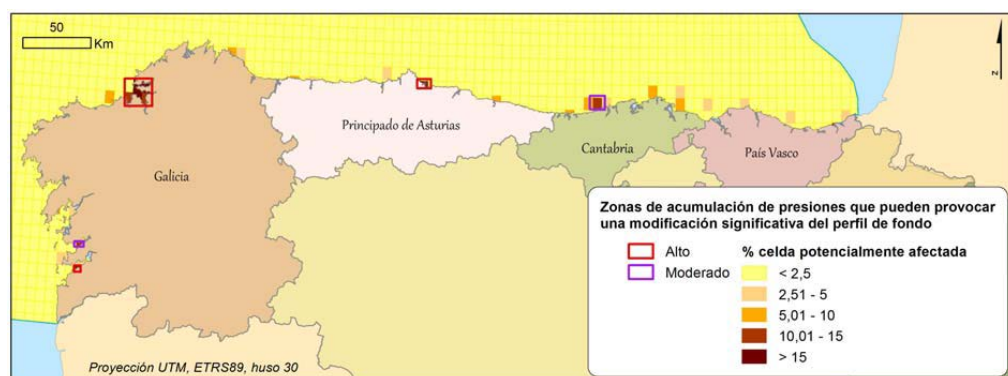 50
Km
N
Principado de Asturias
Cantabria
País Vasco
Galicia
Zonas de acumulación de presiones que pueden provocar
una modificación significativa del perfil de fondo
Alto
Moderado
% celda potencialmente afectada
< 2,5
2,51 - 5
5,01 - 10
10,01 - 15
> 15
Proyección UTM, ETRS89, huso 30